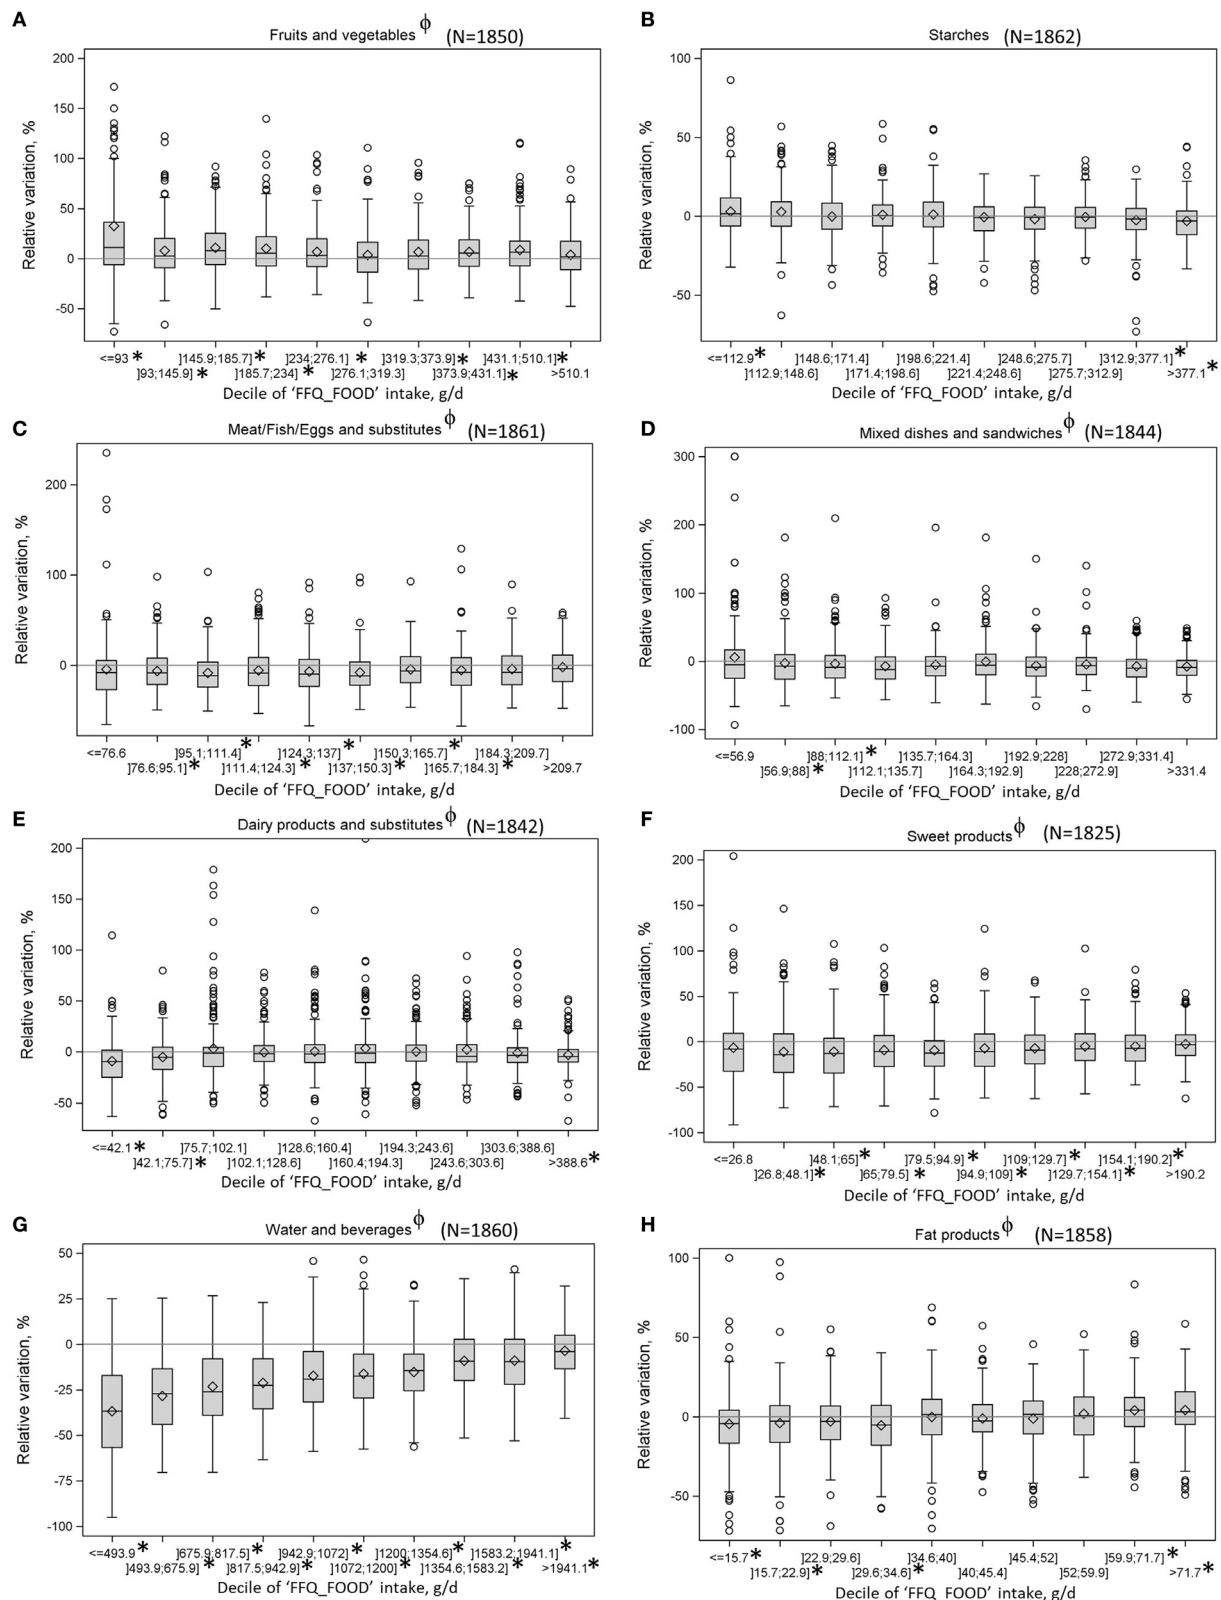 A
Fruits and vegetables ϕ (N=1850)
Relative variation, %
200
150
100
50
0
-50
<=93 * ]145.9;185.7] * ]234;276.1] * ]319.3;373.9] * ]431.1;510.1] *
]93;145.9] * ]185.7;234] * ]276.1;319.3] ]373.9;431.1] * >510.1
Decile of ‘FFQ_FOOD’ intake, g/d
B
Starches (N=1862)
Relative variation, %
100
50
0
-50
<=112.9 * ]148.6;171.4] ]198.6;221.4] ]248.6;275.7] ]312.9;377.1] *
]112.9;148.6] ]171.4;198.6] ]221.4;248.6] ]275.7;312.9] >377.1 *
Decile of ‘FFQ_FOOD’ intake, g/d
C
Meat/Fish/Eggs and substitutes ϕ (N=1861)
Relative variation, %
200
100
0
<=76.6 ]95.1;111.4] * ]124.3;137] * ]150.3;165.7] * ]184.3;209.7]
]76.6;95.1] * ]111.4;124.3] * ]137;150.3] * ]165.7;184.3] * >209.7
Decile of ‘FFQ_FOOD’ intake, g/d
D
Mixed dishes and sandwiches ϕ (N=1844)
Relative variation, %
300
200
100
0
-100
<=56.9 ]88;112.1] * ]135.7;164.3] ]192.9;228] ]272.9;331.4]
]56.9;88] * ]112.1;135.7] ]164.3;192.9] ]228;272.9] >331.4
Decile of ‘FFQ_FOOD’ intake, g/d
E
Dairy products and substitutes ϕ (N=1842)
Relative variation, %
200
150
100
50
0
-50
<=42.1 * ]75.7;102.1] ]128.6;160.4] ]194.3;243.6] ]303.6;388.6]
]42.1;75.7] * ]102.1;128.6] ]160.4;194.3] ]243.6;303.6] >388.6 *
Decile of ‘FFQ_FOOD’ intake, g/d
F
Sweet products ϕ (N=1825)
Relative variation, %
200
150
100
50
0
-50
-100
<=26.8 ]48.1;65] * ]79.5;94.9] * ]109;129.7] * ]154.1;190.2] *
]26.8;48.1] * ]65;79.5] * ]94.9;109] * ]129.7;154.1] * >190.2
Decile of ‘FFQ_FOOD’ intake, g/d
G
Water and beverages ϕ (N=1860)
Relative variation, %
50
25
0
-25
-50
-75
-100
<=493.9 * ]675.9;817.5] * ]942.9;1072] * ]1200;1354.6] * ]1583.2;1941.1] *
]493.9;675.9] * ]817.5;942.9] * ]1072;1200] * ]1354.6;1583.2] * >1941.1 *
Decile of ‘FFQ_FOOD’ intake, g/d
H
Fat products ϕ (N=1858)
Relative variation, %
100
50
0
-50
<=15.7 * ]22.9;29.6] ]34.6;40] ]45.4;52] ]59.9;71.7] *
]15.7;22.9] * ]29.6;34.6] * ]40;45.4] ]52;59.9] >71.7 *
Decile of ‘FFQ_FOOD’ intake, g/d